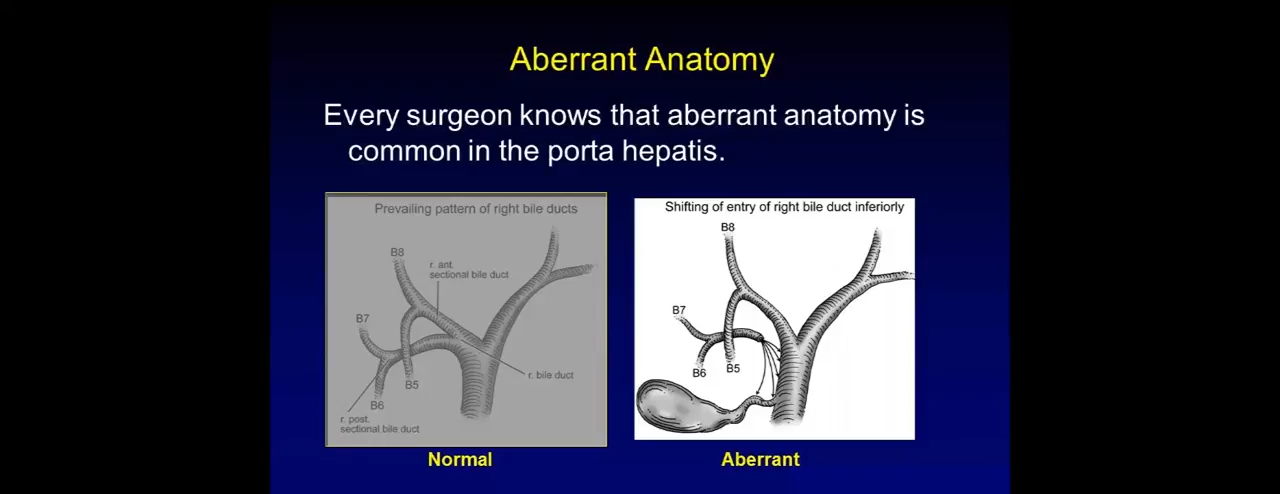 Aberrant Anatomy
Every surgeon knows that aberrant anatomy is
common in the porta hepatis.
Prevailing pattern of right bile ducts
B8
r. ant.
sectional bile duct
B7
r. bile duct
B5
B6
r. post.
sectional bile duct
Normal
Shifting of entry of right bile duct inferiorly
B8
B7
B6
B5
Aberrant